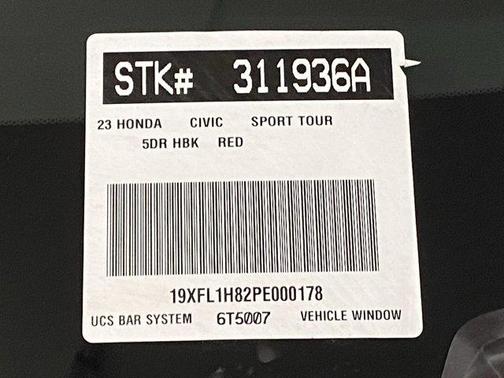 STK# 311936A
23 HONDA CIVIC SPORT TOUR
5DR HBK RED
19XFL1H82PE000178
UCS BAR SYSTEM 6T5007 VEHICLE WINDOW